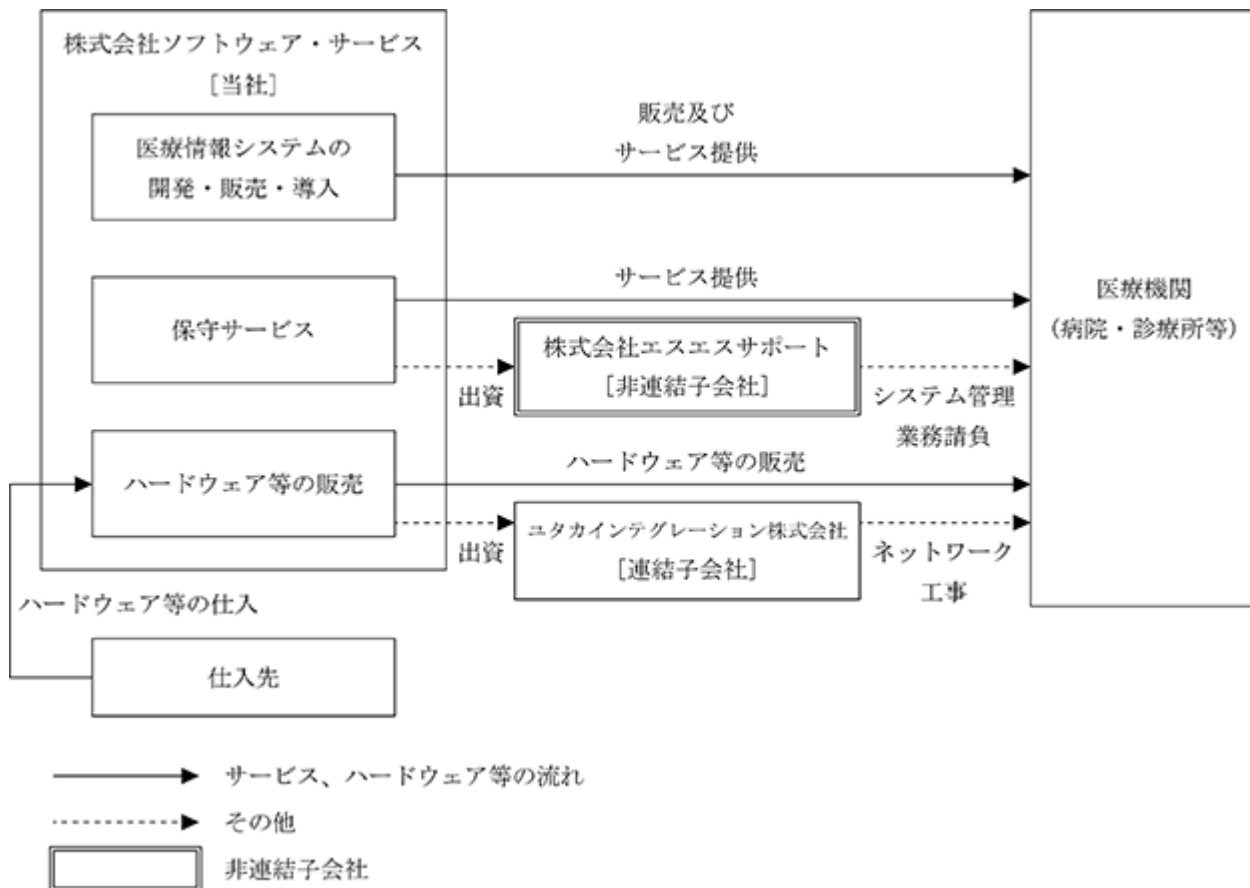 株式会社ソフトウェア・サービス
[当社]
医療情報システムの
開発・販売・導入
販売及び
サービス提供
保守サービス
サービス提供
株式会社エスエスサポート
[非連結子会社]
出資
システム管理
業務請負
ハードウェア等の販売
ハードウェア等の販売
ユタカインテグレーション株式会社
[連結子会社]
出資
ネットワーク
工事
医療機関
(病院・診療所等)
ハードウェア等の仕入
仕入先
サービス、ハードウェア等の流れ
その他
非連結子会社